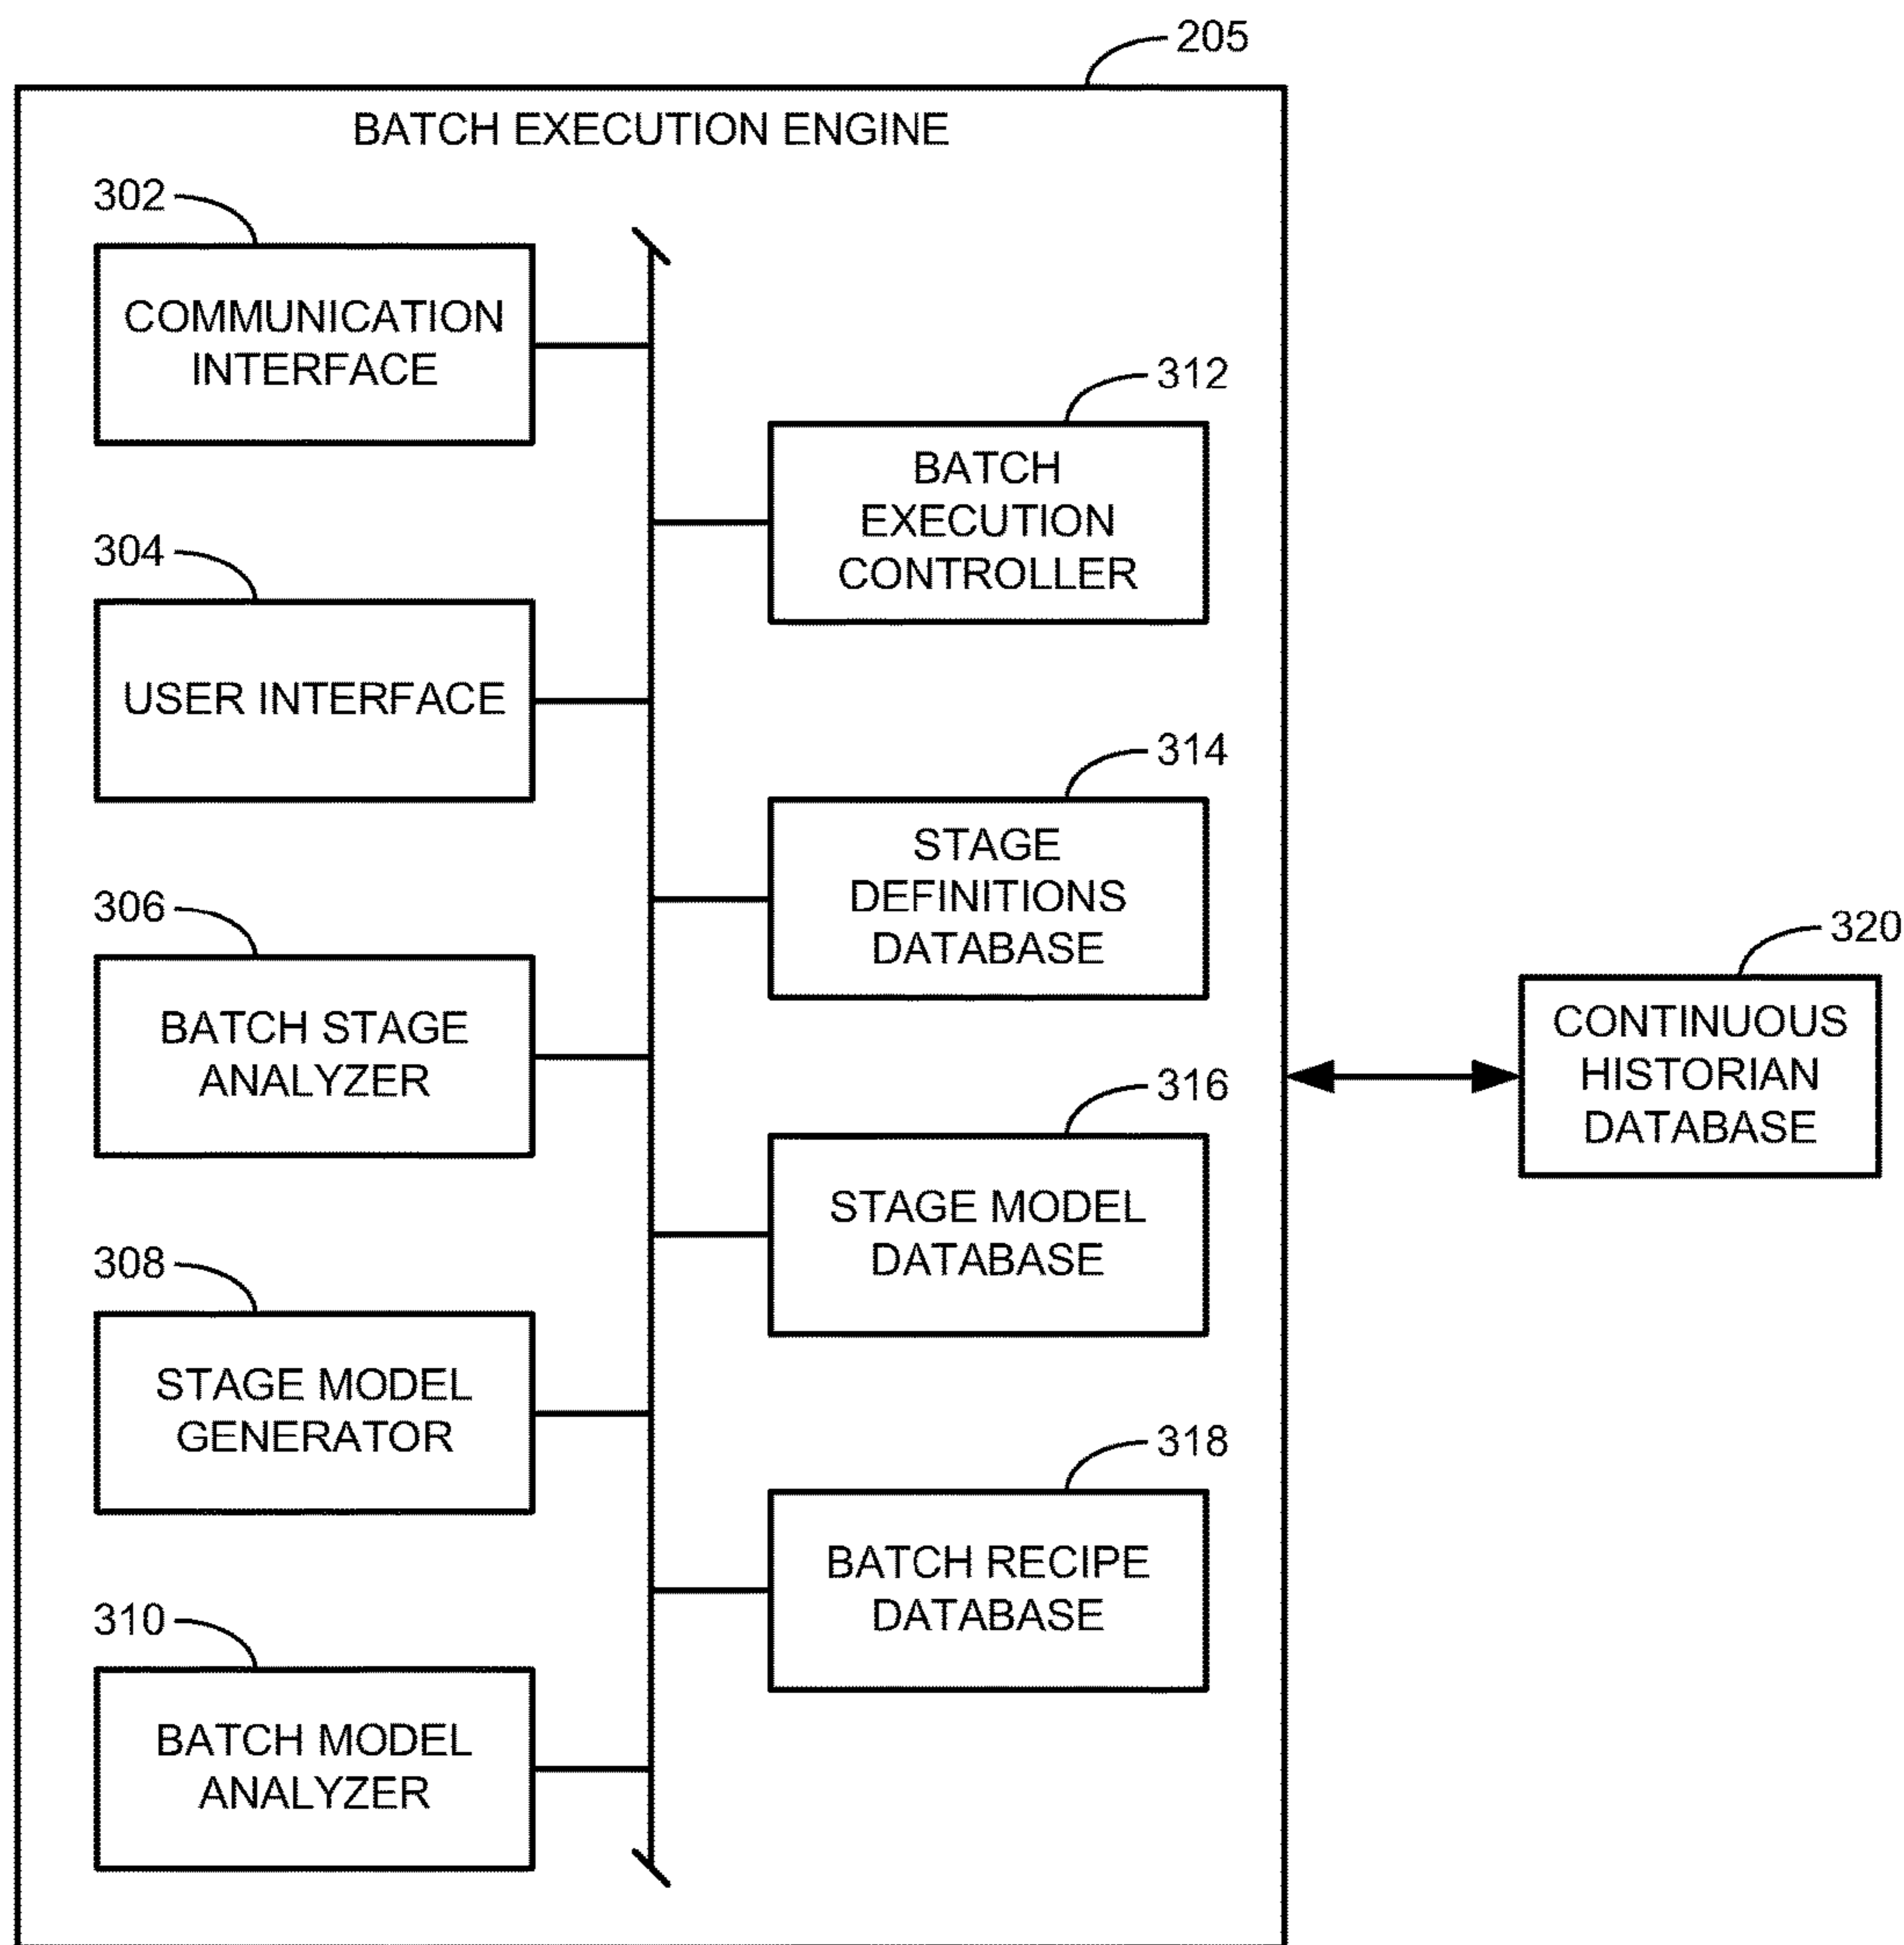 205
BATCH EXECUTION ENGINE
302
COMMUNICATION
INTERFACE
304
USER INTERFACE
306
BATCH STAGE
ANALYZER
308
STAGE MODEL
GENERATOR
310
BATCH MODEL
ANALYZER
312
BATCH
EXECUTION
CONTROLLER
314
STAGE
DEFINITIONS
DATABASE
316
STAGE MODEL
DATABASE
318
BATCH RECIPE
DATABASE
320
CONTINUOUS
HISTORIAN
DATABASE